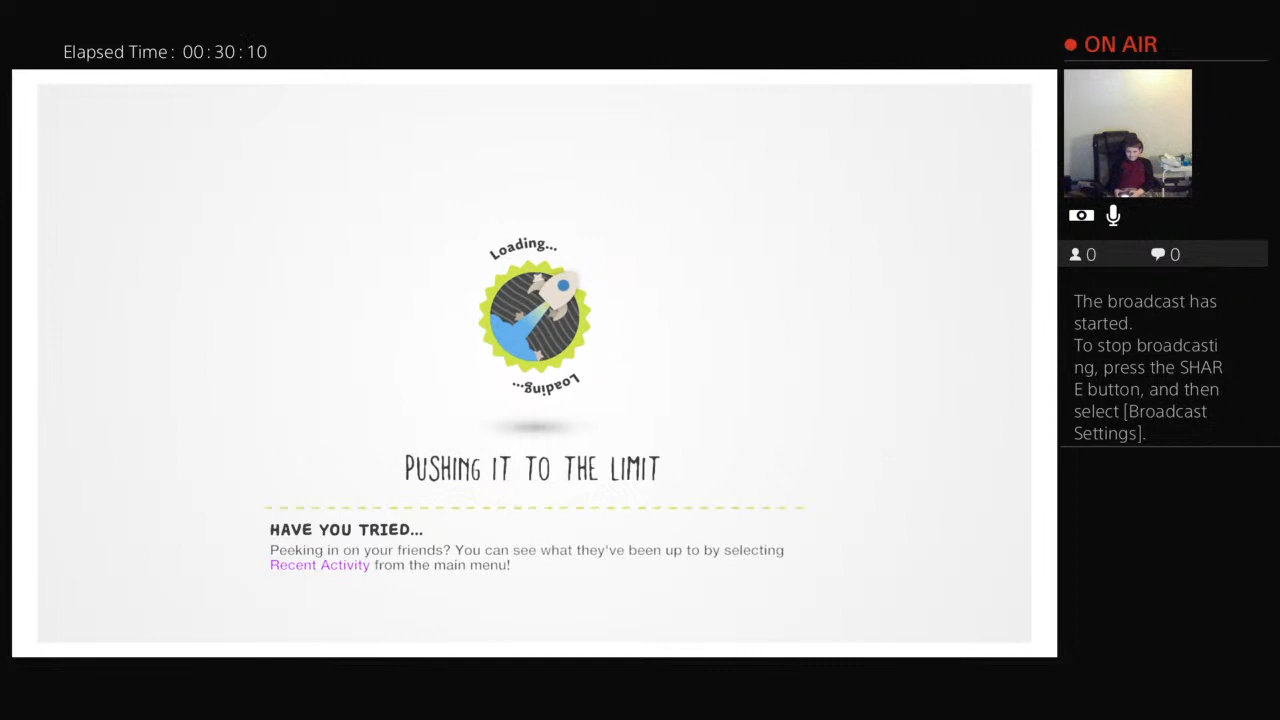 Elapsed Time: 00:30:10
ON AIR
0 0
The broadcast has
started.
To stop broadcasti
ng, press the SHAR
E button, and then
select [Broadcast
Settings].
Loading...
Loading...
PUSHING IT TO THE LIMIT
HAVE YOU TRIED...
Peeking in on your friends? You can see what they've been up to by selecting
Recent Activity from the main menu!